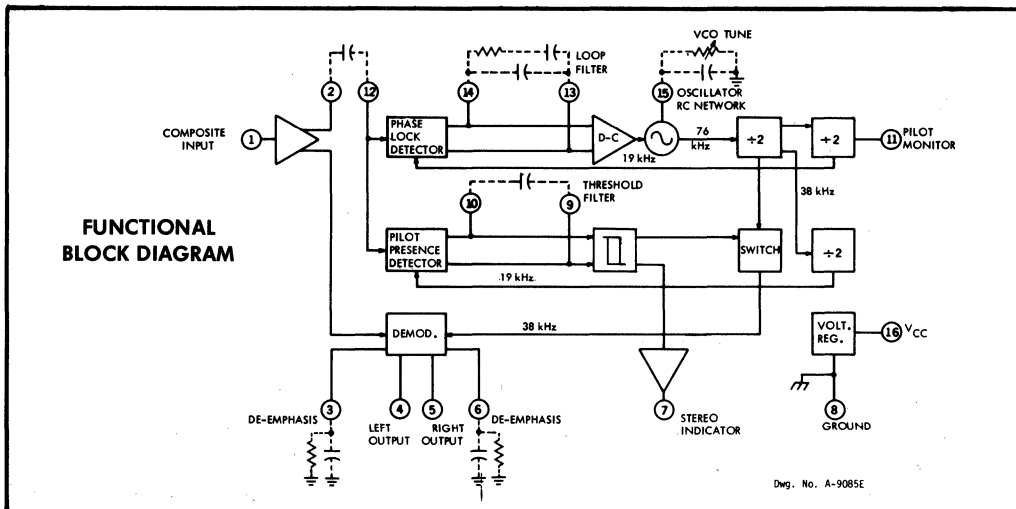 VCO TUNE
LOOP
FILTER
2
12
14
13
15
OSCILLATOR
RC NETWORK
COMPOSITE
INPUT
1
PHASE
LOCK
DETECTOR
D-C
76
kHz
÷2
÷2
11
PILOT
MONITOR
19 kHz
38 kHz
THRESHOLD
FILTER
10
9
FUNCTIONAL
BLOCK DIAGRAM
PILOT
PRESENCE
DETECTOR
SWITCH
÷2
19 kHz
DEMOD.
38 kHz
VOLT.
REG.
16
VCC
3
4
5
6
7
8
DE-EMPHASIS
LEFT
OUTPUT
RIGHT
OUTPUT
DE-EMPHASIS
STEREO
INDICATOR
GROUND
Dwg. No. A-9085E